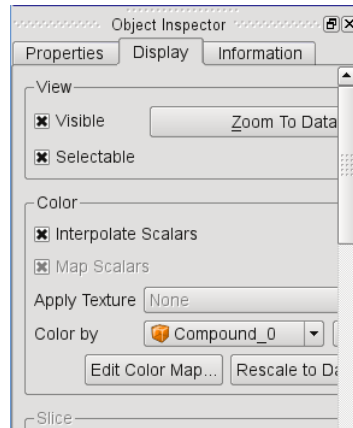 Object Inspector
Properties Display Information
View
Visible Zoom To Data
Selectable
Color
Interpolate Scalars
Map Scalars
Apply Texture None
Color by Compound_0
Edit Color Map... Rescale to Da
Slice